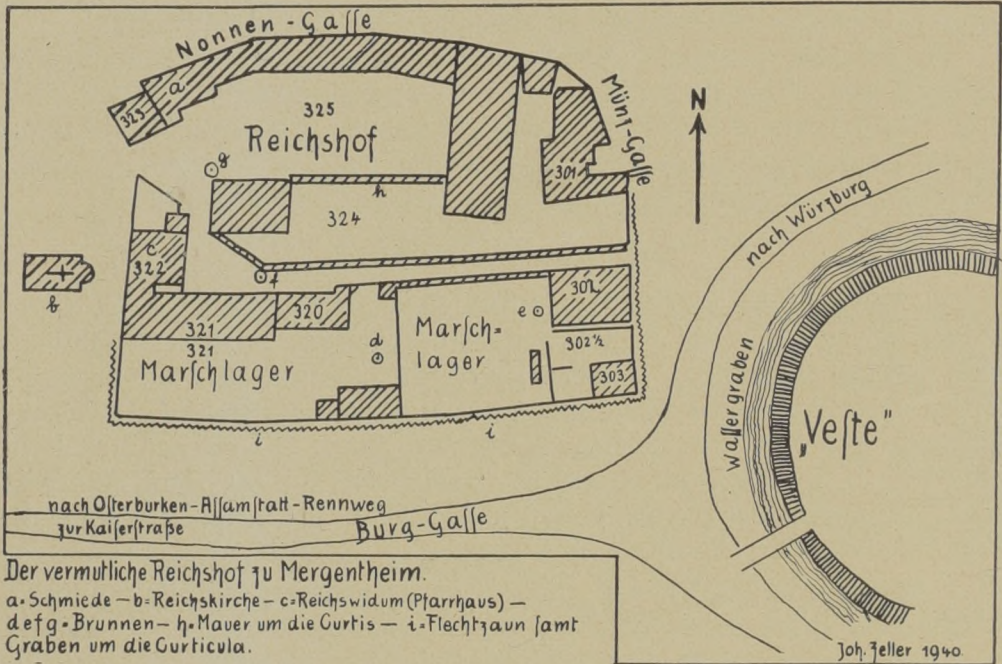 Nonnen-Gaſſe
Münz-Gaſſe
N
a
323
325
Reichshof
g
h
301
324
nach Würzburg
c
322
b
f
321
320
302
e
d
321
Marſchlager
Marſch=
lager
302½
303
Waſſergraben
„Veſte"
i
i
nach Oſterburken-Aſſamſtatt-Rennweg
zur Kaiſerſtraße
Burg-Gaſſe
Der vermutliche Reichshof zu Mergentheim.
a=Schmiede — b=Reichskirche — c=Reichswidum (Pfarrhaus) —
defg=Brunnen — h=Mauer um die Curtis — i=Flechtzaun ſamt
Graben um die Curticula.
Joh. Zeller 1940.